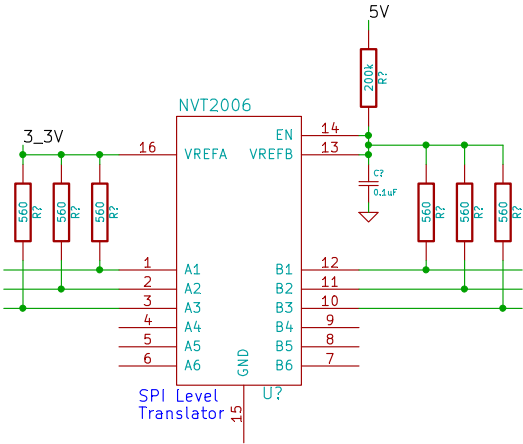 5V
200k
R?
NVT2006
3_3V
16
VREFA
EN
14
VREFB
13
C?
0.1uF
560
R?
560
R?
560
R?
560
R?
560
R?
560
R?
1
A1
B1
12
2
A2
B2
11
3
A3
B3
10
4
A4
B4
9
5
A5
B5
8
6
A6
B6
7
GND
SPI Level
Translator
U?
15